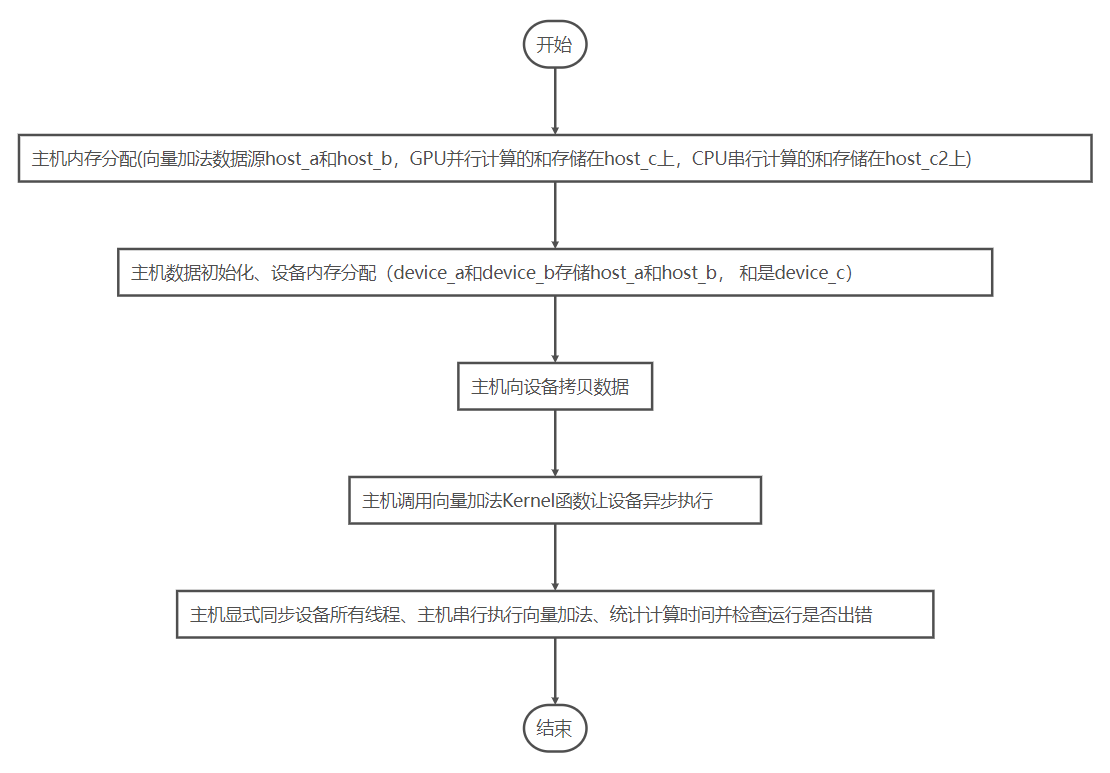 开始
主机内存分配(向量加法数据源host_a和host_b，GPU并行计算的和存储在host_c上，CPU串行计算的和存储在host_c2上)
主机数据初始化、设备内存分配（device_a和device_b存储host_a和host_b， 和是device_c）
主机向设备拷贝数据
主机调用向量加法Kernel函数让设备异步执行
主机显式同步设备所有线程、主机串行执行向量加法、统计计算时间并检查运行是否出错
结束